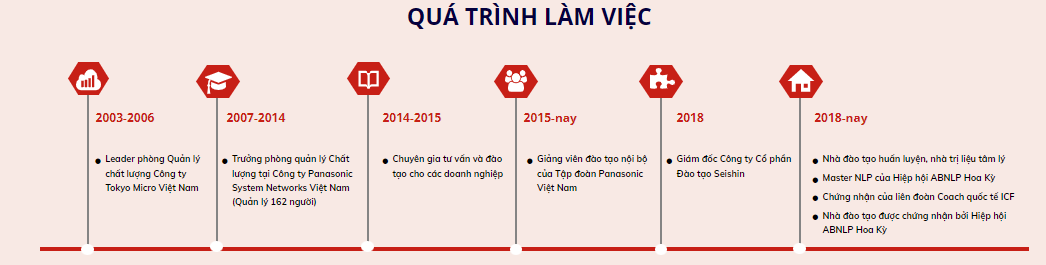 QUÁ TRÌNH LÀM VIỆC
2003-2006
Leader phòng Quản lý
chất lượng Công ty
Tokyo Micro Việt Nam
2007-2014
Trưởng phòng quản lý Chất
lượng tại Công ty Panasonic
System Networks Việt Nam
(Quản lý 162 người)
2014-2015
Chuyên gia tư vấn và đào
tạo cho các doanh nghiệp
2015-nay
Giảng viên đào tạo nội bộ
của Tập đoàn Panasonic
Việt Nam
2018
Giám đốc Công ty Cổ phần
Đào tạo Seishin
2018-nay
Nhà đào tạo huấn luyện, nhà trị liệu tâm lý
Master NLP của Hiệp hội ABNLP Hoa Kỳ
Chứng nhận của liên đoàn Coach quốc tế ICF
Nhà đào tạo được chứng nhận bởi Hiệp hội
ABNLP Hoa Kỳ